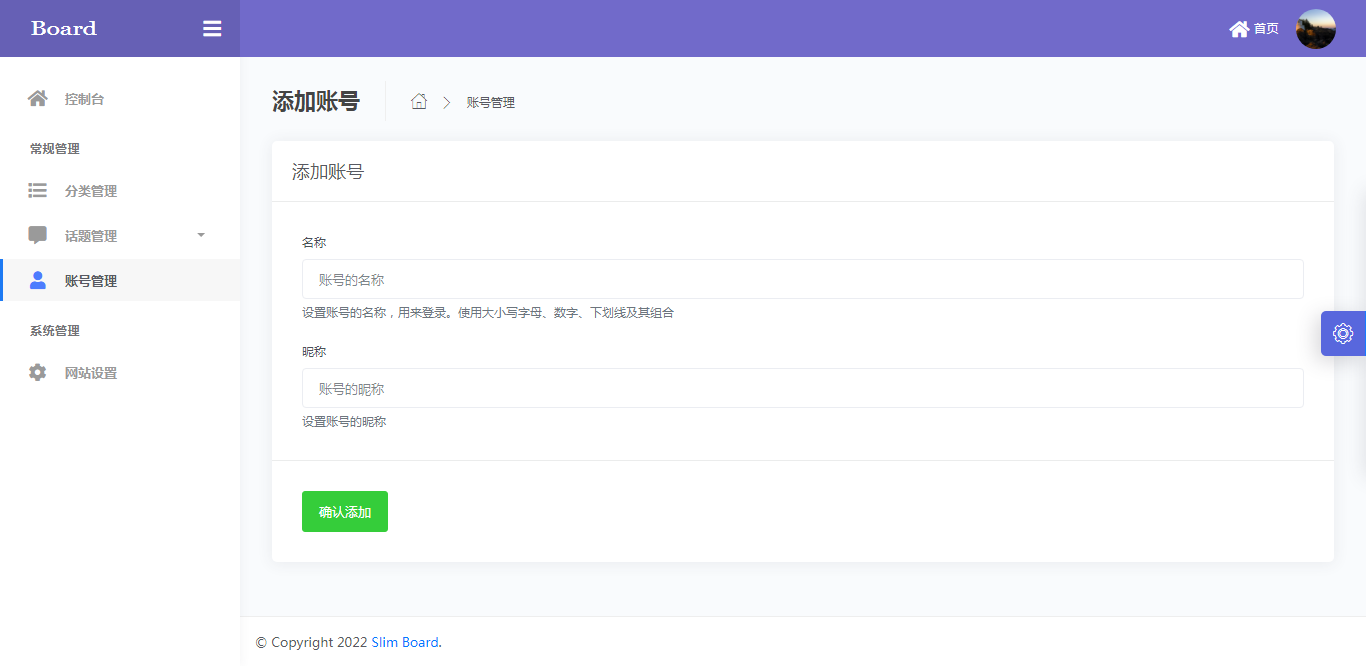 Board
首页
控制台
常规管理
分类管理
话题管理
账号管理
系统管理
网站设置
添加账号
账号管理
添加账号
名称
账号的名称
设置账号的名称，用来登录。使用大小写字母、数字、下划线及其组合
昵称
账号的昵称
设置账号的昵称
确认添加
© Copyright 2022 Slim Board.